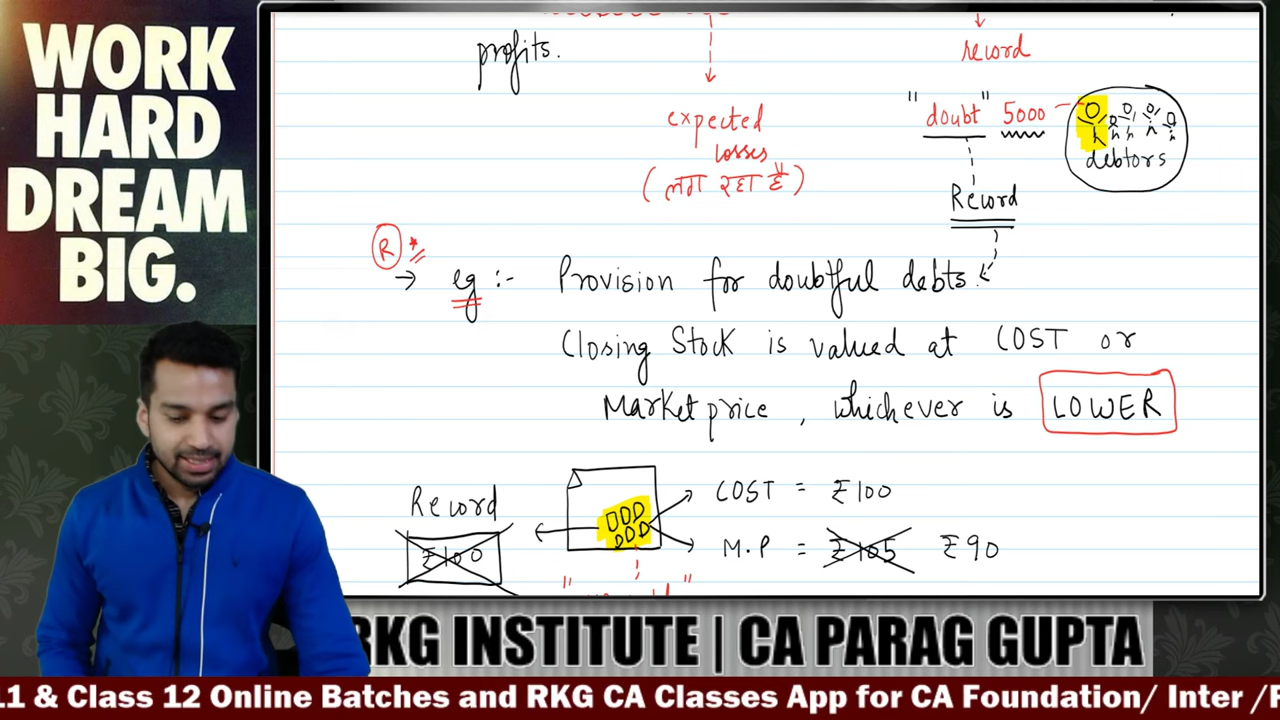 WORK
HARD
DREAM
BIG.
profits.
record
expected
losses
(लग रहा है)
"doubt" 5000
debtors
Record
R *
→ eg :- Provision for doubtful debts.
Closing Stock is valued at COST or
Market price, whichever is LOWER
Record
₹100
COST = ₹100
M.P = ₹105 ₹90
RKG INSTITUTE | CA PARAG GUPTA
11 & Class 12 Online Batches and RKG CA Classes App for CA Foundation/ Inter /F